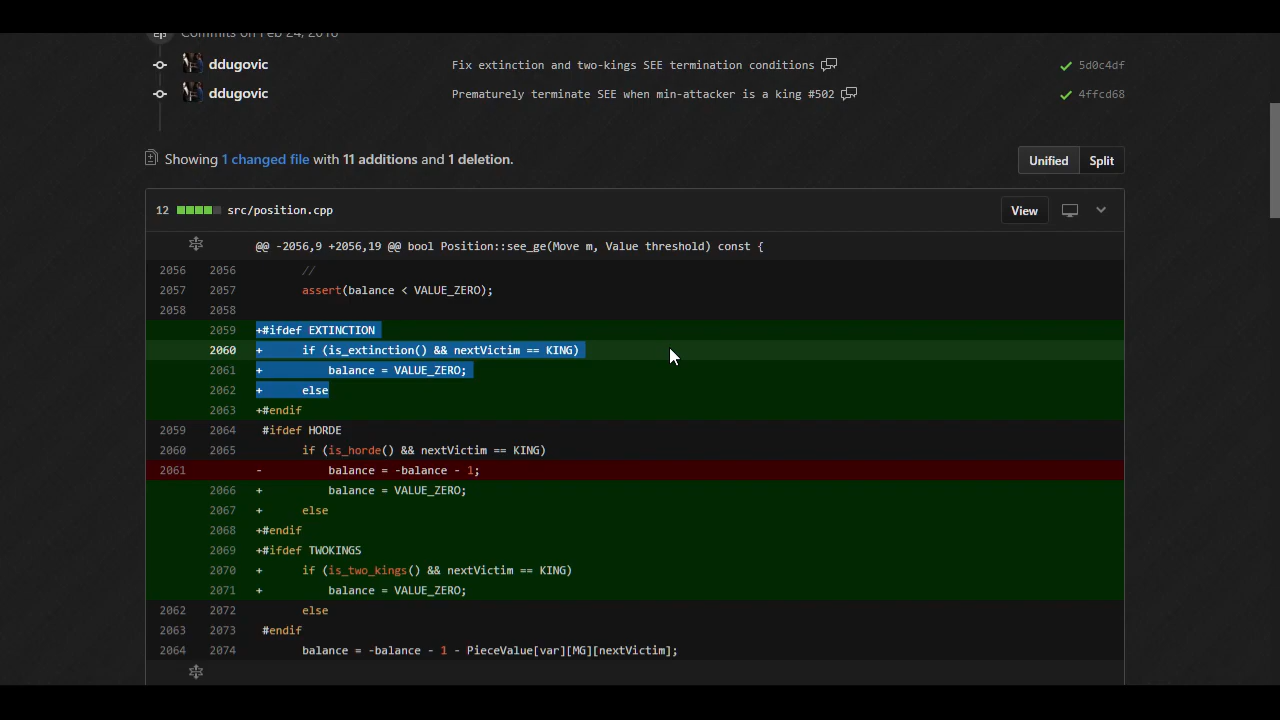 Commits on Feb 24, 2018
ddugovic Fix extinction and two-kings SEE termination conditions 5d0c4df
ddugovic Prematurely terminate SEE when min-attacker is a king #502 4ffcd68
Showing 1 changed file with 11 additions and 1 deletion.
Unified Split
12 src/position.cpp View
@@ -2056,9 +2056,19 @@ bool Position::see_ge(Move m, Value threshold) const {
2056 2056 //
2057 2057 assert(balance < VALUE_ZERO);
2058 2058
2059 +#ifdef EXTINCTION
2060 + if (is_extinction() && nextVictim == KING)
2061 + balance = VALUE_ZERO;
2062 + else
2063 +#endif
2059 2064 #ifdef HORDE
2060 2065 if (is_horde() && nextVictim == KING)
2061 - balance = -balance - 1;
2066 + balance = VALUE_ZERO;
2067 + else
2068 +#endif
2069 +#ifdef TWOKINGS
2070 + if (is_two_kings() && nextVictim == KING)
2071 + balance = VALUE_ZERO;
2062 2072 else
2063 2073 #endif
2064 2074 balance = -balance - 1 - PieceValue[var][MG][nextVictim];